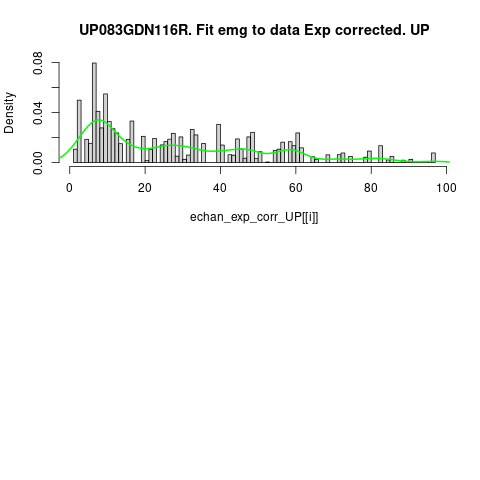 UP083GDN116R. Fit emg to data Exp corrected. UP
Density
0.08
0.04
0.00
0 20 40 60 80 100
echan_exp_corr_UP[[i]]